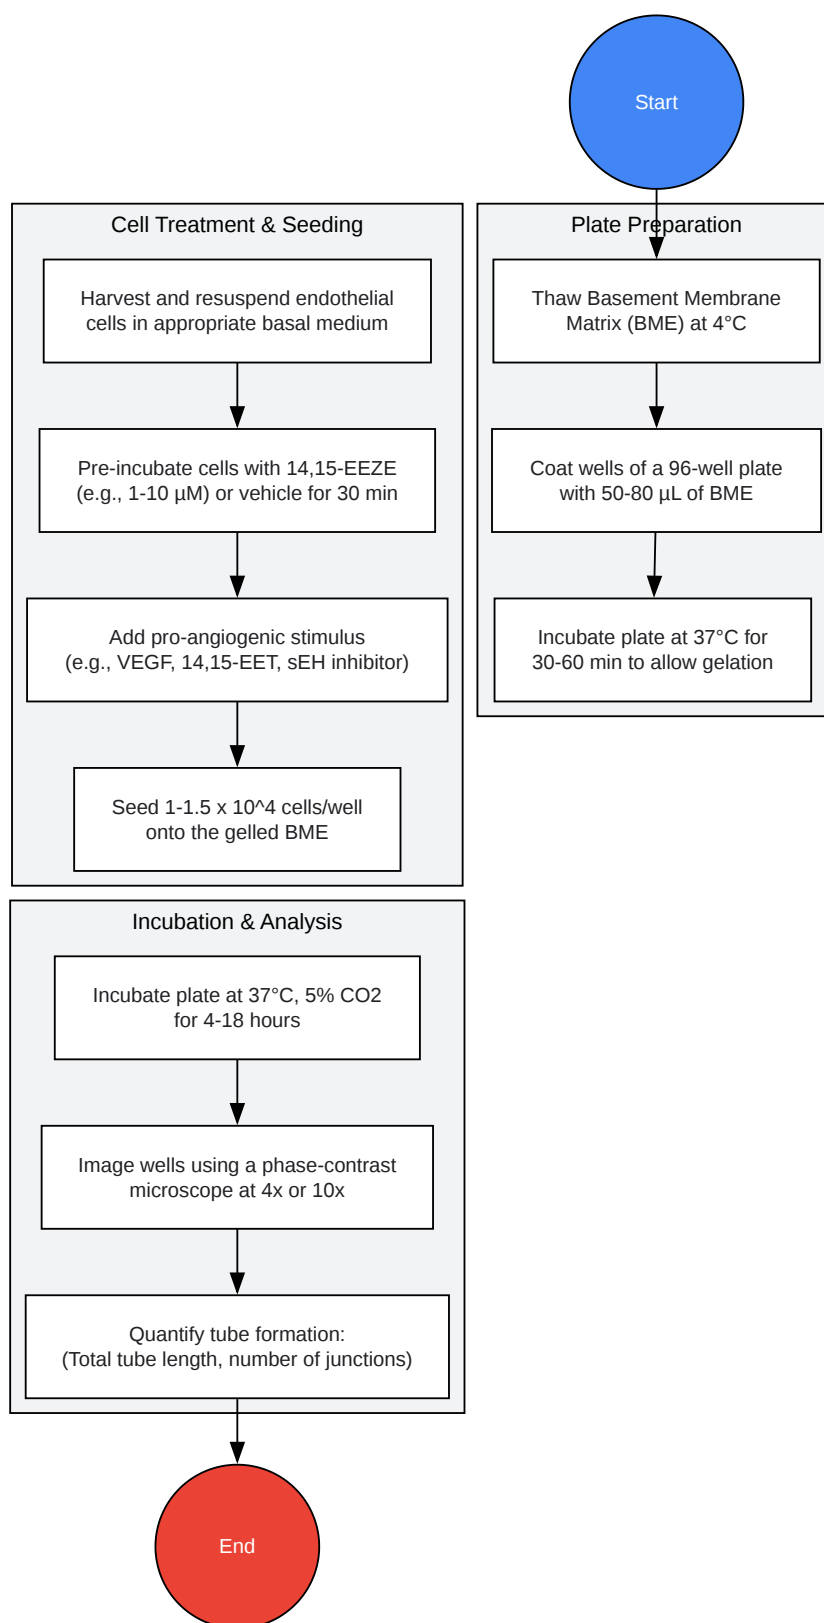 Start
Plate Preparation
Thaw Basement Membrane
Matrix (BME) at 4°C
Coat wells of a 96-well plate
with 50-80 µL of BME
Incubate plate at 37°C for
30-60 min to allow gelation
Cell Treatment & Seeding
Harvest and resuspend endothelial
cells in appropriate basal medium
Pre-incubate cells with 14,15-EEZE
(e.g., 1-10 µM) or vehicle for 30 min
Add pro-angiogenic stimulus
(e.g., VEGF, 14,15-EET, sEH inhibitor)
Seed 1-1.5 x 10^4 cells/well
onto the gelled BME
Incubation & Analysis
Incubate plate at 37°C, 5% CO2
for 4-18 hours
Image wells using a phase-contrast
microscope at 4x or 10x
Quantify tube formation:
(Total tube length, number of junctions)
End